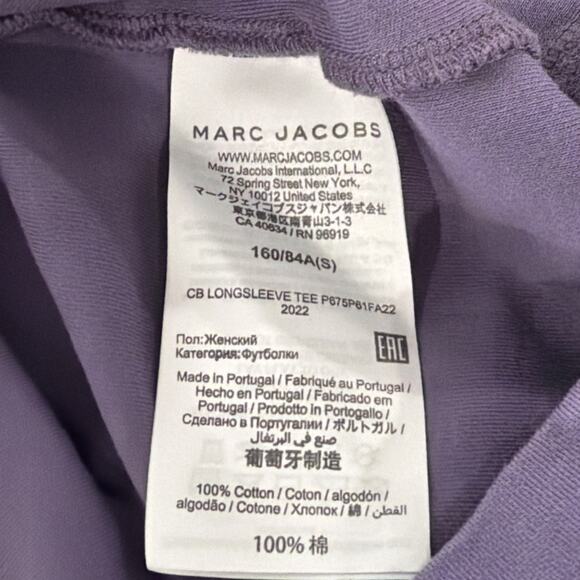 MARC JACOBS
WWW.MARCJACOBS.COM
Marc Jacobs International, L.L.C
72 Spring Street New York,
NY 10012 United States
マークジェイコブスジャパン株式会社
東京都港区南青山3-1-3
CA 40634 / RN 96919
160/84A(S)
CB LONGSLEEVE TEE P675P61FA22
2022
Пол:Женский
Категория:Футболки
EAC
Made in Portugal / Fabriqué au Portugal /
Hecho en Portugal / Fabricado em
Portugal / Prodotto in Portogallo /
Сделано в Португалии / ポルトガル /
صنع في البرتغال
葡萄牙制造
100% Cotton / Coton / algodón /
algodão / Cotone / Хлопок / 綿 / القطن /
100% 棉